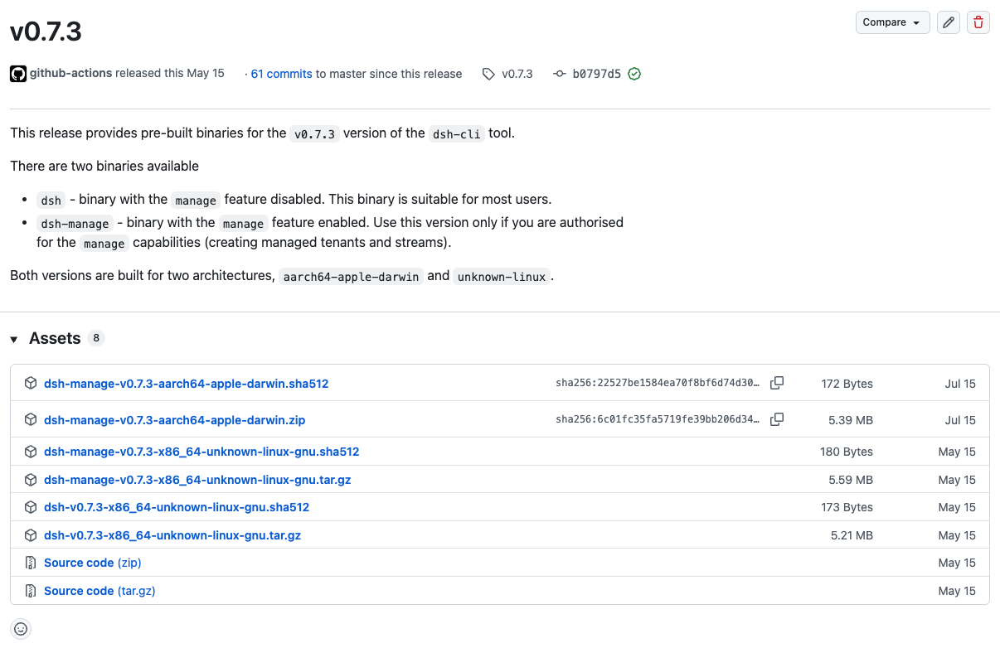 v0.7.3
Compare
github-actions released this May 15 · 61 commits to master since this release v0.7.3 b0797d5
This release provides pre-built binaries for the v0.7.3 version of the dsh-cli tool.
There are two binaries available
• dsh - binary with the manage feature disabled. This binary is suitable for most users.
• dsh-manage - binary with the manage feature enabled. Use this version only if you are authorised
for the manage capabilities (creating managed tenants and streams).
Both versions are built for two architectures, aarch64-apple-darwin and unknown-linux.
Assets 8
dsh-manage-v0.7.3-aarch64-apple-darwin.sha512 sha256:22527be1584ea70f8bf6d74d30… 172 Bytes Jul 15
dsh-manage-v0.7.3-aarch64-apple-darwin.zip sha256:6c01fc35fa5719fe39bb206d34… 5.39 MB Jul 15
dsh-manage-v0.7.3-x86_64-unknown-linux-gnu.sha512 180 Bytes May 15
dsh-manage-v0.7.3-x86_64-unknown-linux-gnu.tar.gz 5.59 MB May 15
dsh-v0.7.3-x86_64-unknown-linux-gnu.sha512 173 Bytes May 15
dsh-v0.7.3-x86_64-unknown-linux-gnu.tar.gz 5.21 MB May 15
Source code (zip) May 15
Source code (tar.gz) May 15